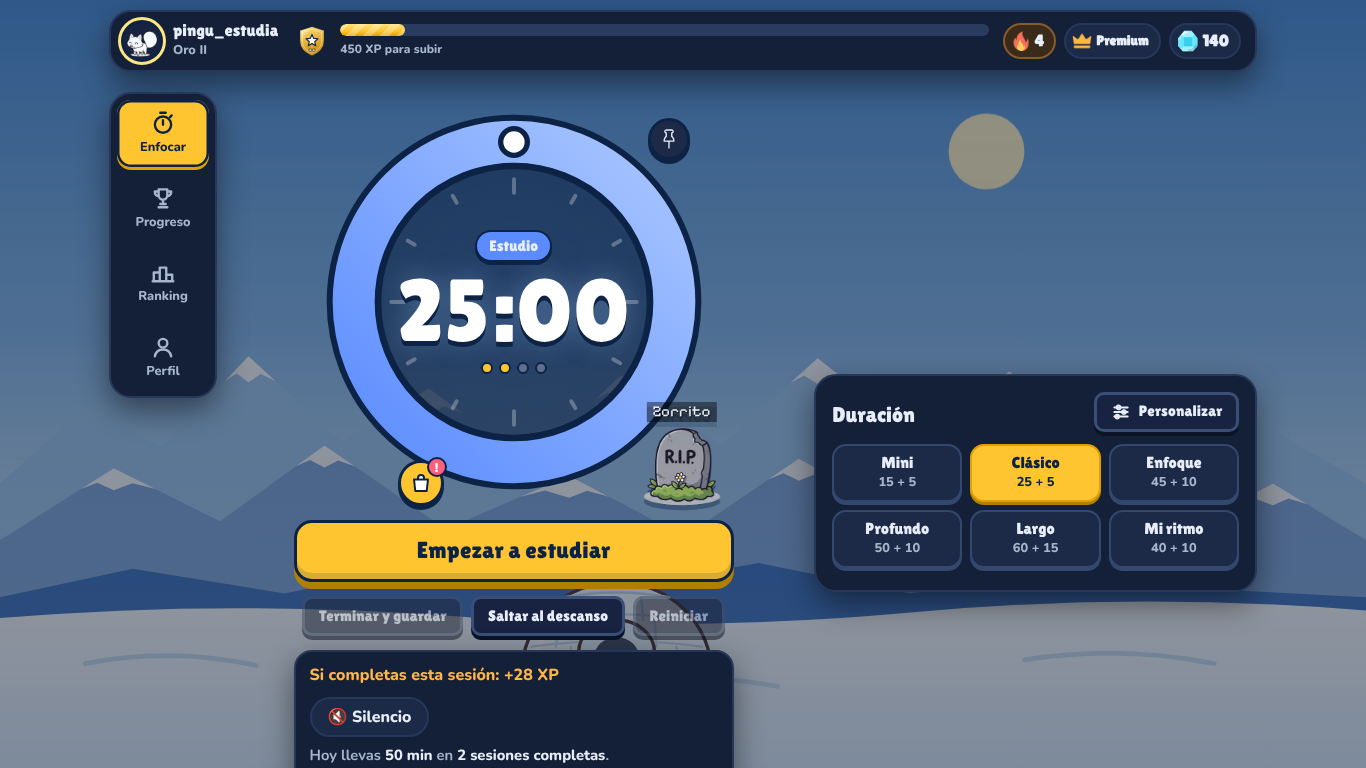 pingu_estudia
Oro II
450 XP para subir
4
Premium
140
Enfocar
Progreso
Ranking
Perfil
Estudio
25:00
Zorrito
R.I.P.
!
Empezar a estudiar
Terminar y guardar
Saltar al descanso
Reiniciar
Si completas esta sesión: +28 XP
Silencio
Hoy llevas 50 min en 2 sesiones completas.
Duración
Personalizar
Mini
15 + 5
Clásico
25 + 5
Enfoque
45 + 10
Profundo
50 + 10
Largo
60 + 15
Mi ritmo
40 + 10